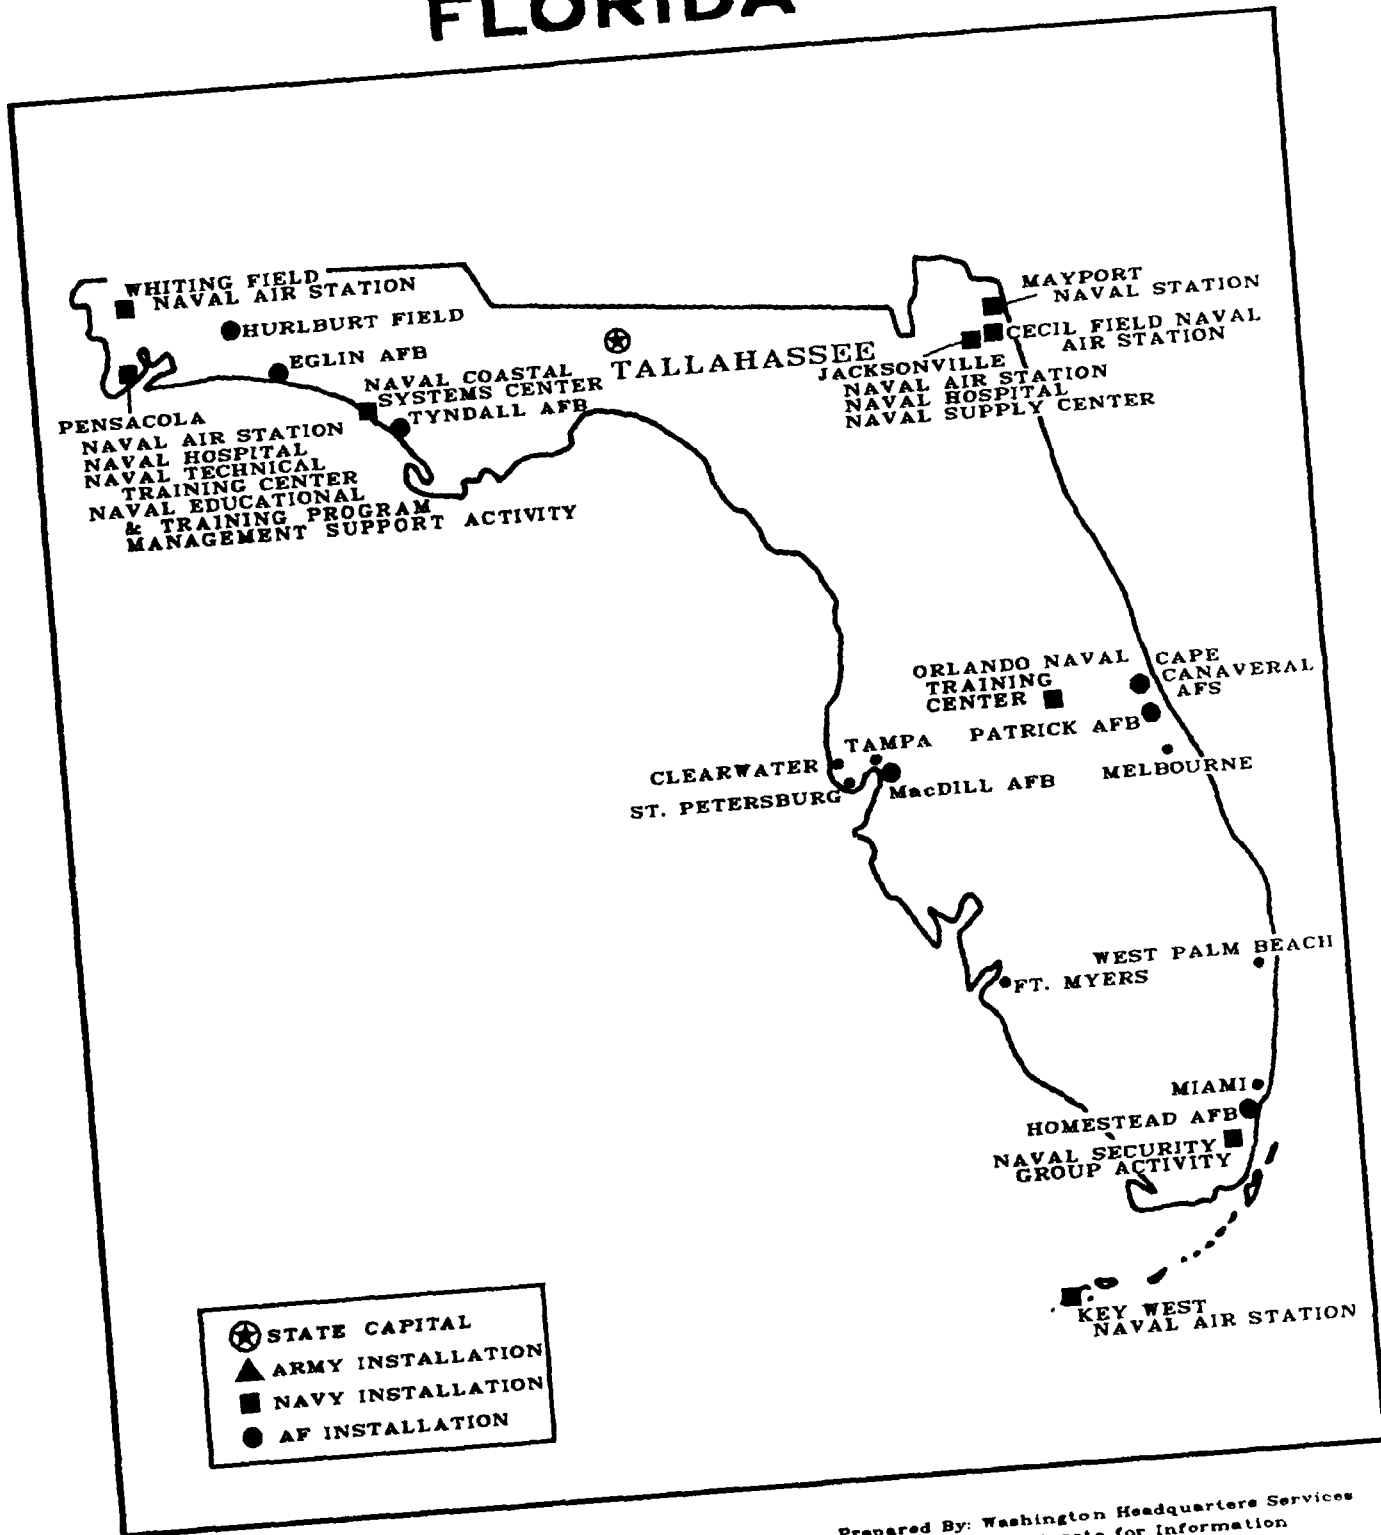 FLORIDA
WHITING FIELD
NAVAL AIR STATION
HURLBURT FIELD
EGLIN AFB
NAVAL COASTAL
SYSTEMS CENTER
TYNDALL AFB
TALLAHASSEE
MAYPORT
NAVAL STATION
CECIL FIELD NAVAL
AIR STATION
JACKSONVILLE
NAVAL AIR STATION
NAVAL HOSPITAL
NAVAL SUPPLY CENTER
PENSACOLA
NAVAL AIR STATION
NAVAL HOSPITAL
NAVAL TECHNICAL
TRAINING CENTER
NAVAL EDUCATIONAL
& TRAINING PROGRAM
MANAGEMENT SUPPORT ACTIVITY
ORLANDO NAVAL
TRAINING
CENTER
CAPE
CANAVERAL
AFS
PATRICK AFB
MELBOURNE
TAMPA
CLEARWATER
ST. PETERSBURG
MacDILL AFB
WEST PALM BEACH
FT. MYERS
MIAMI
HOMESTEAD AFB
NAVAL SECURITY
GROUP ACTIVITY
KEY WEST
NAVAL AIR STATION
STATE CAPITAL
ARMY INSTALLATION
NAVY INSTALLATION
AF INSTALLATION
Prepared By: Washington Headquarters Services
for Information